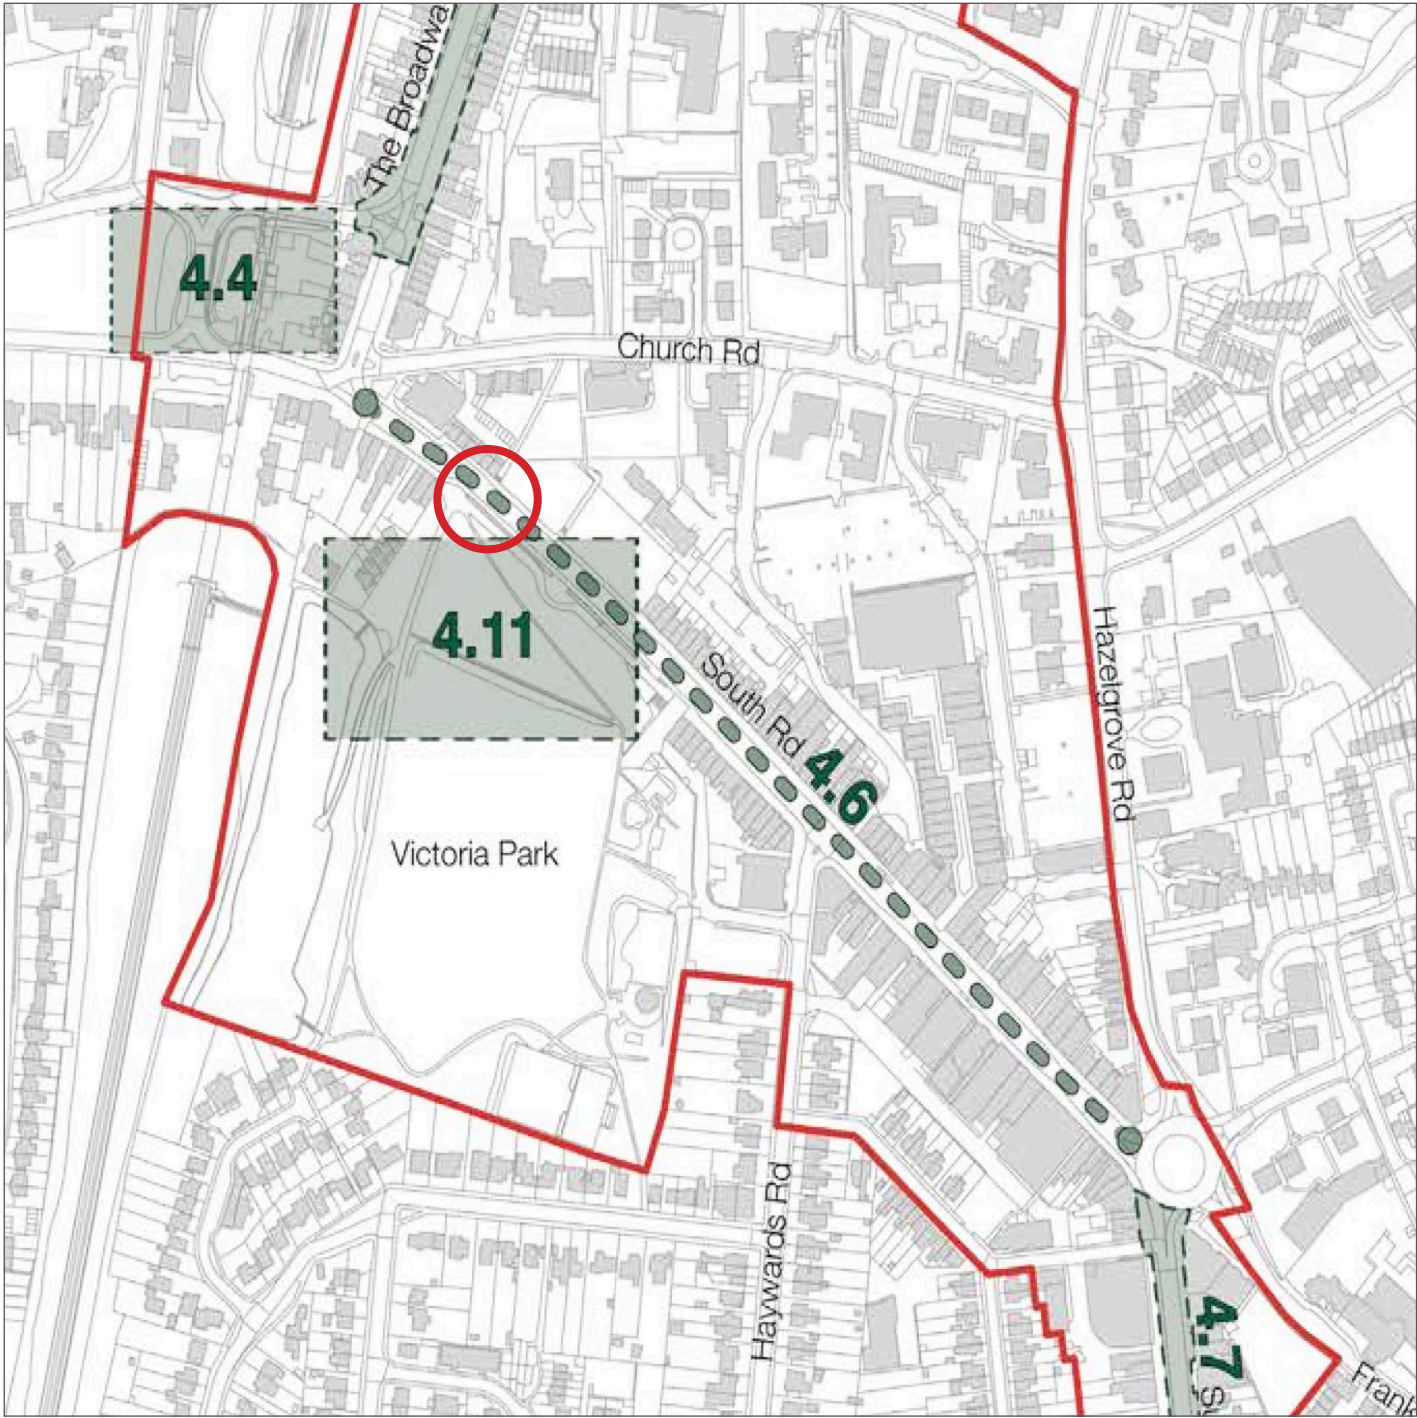 The Broadwa
4.4
Church Rd
4.11
South Rd
4.6
Hazelgrove Rd
Victoria Park
Haywards Rd
4.7
Frank